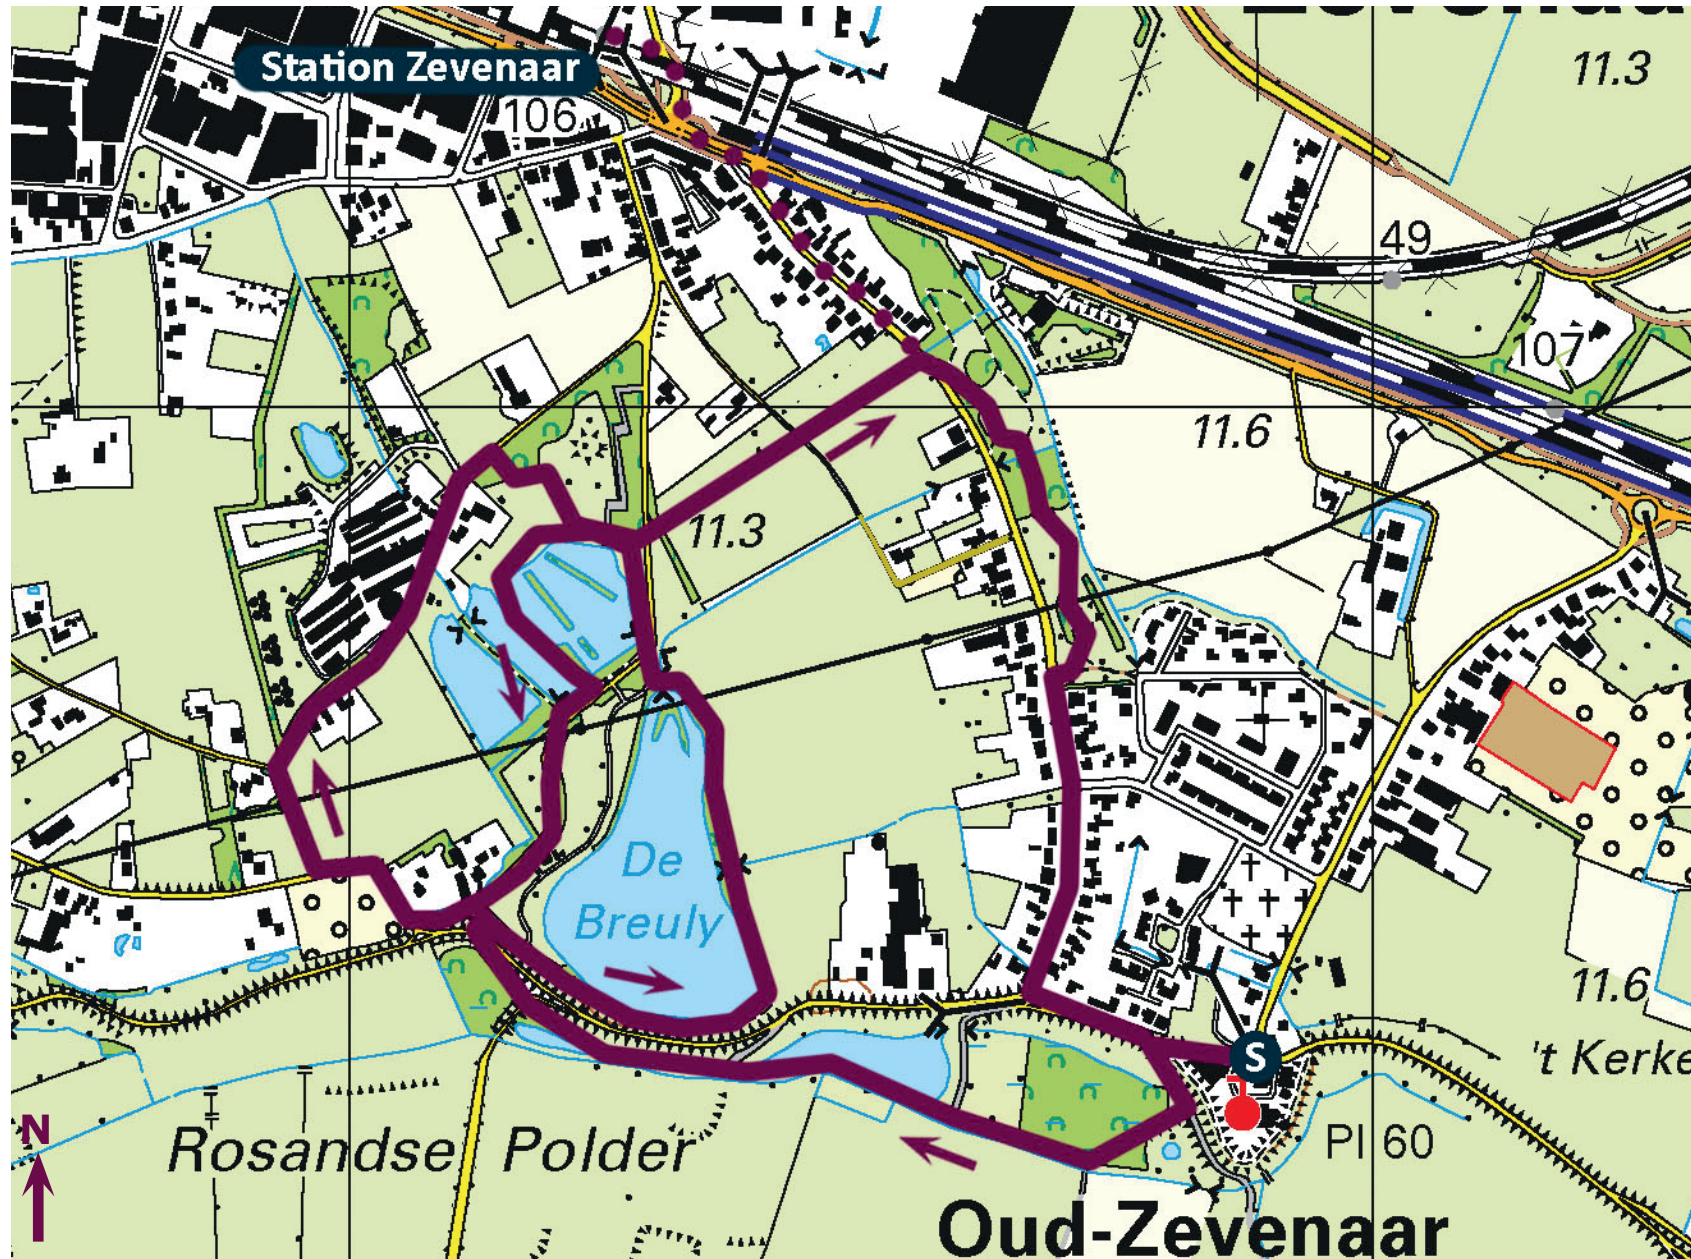 Zevenaar
11.3
Station Zevenaar
106
49
107
11.6
11.3
De
Breuly
11.6
't Kerke
S
N
Rosandse Polder
Pl 60
Oud-Zevenaar